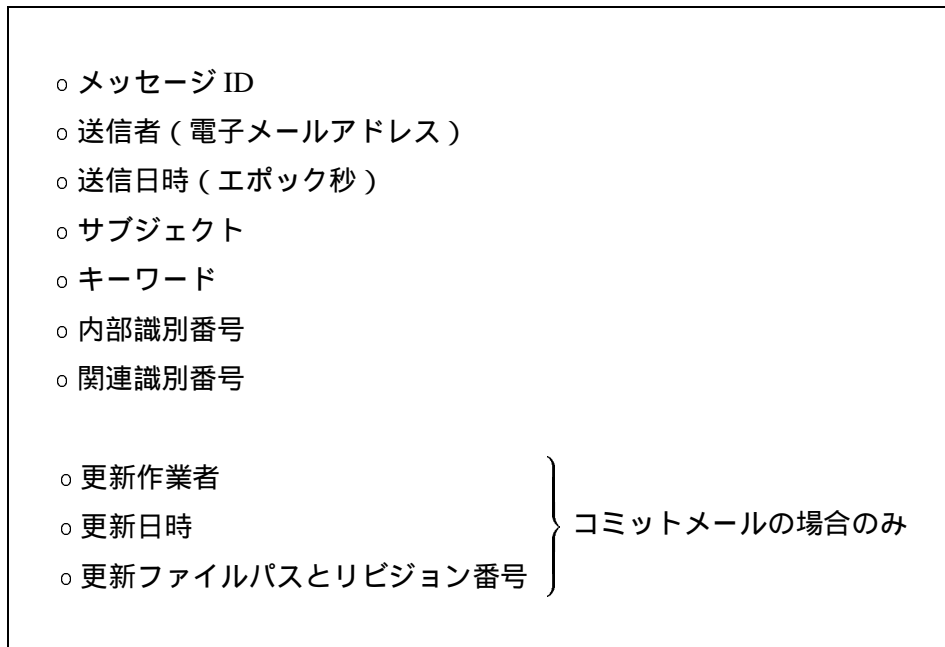 o メッセージ ID
o 送信者 ( 電子メールアドレス )
o 送信日時 ( エポック秒 )
o サブジェクト
o キーワード
o 内部識別番号
o 関連識別番号
o 更新作業者
o 更新日時
o 更新ファイルパスとリビジョン番号
コミットメールの場合のみ